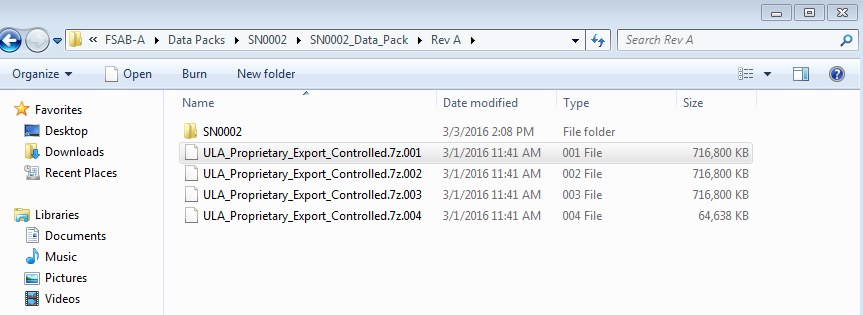 « FSAB-A Data Packs SN0002 SN0002_Data_Pack Rev A Search Rev A
Organize Open Burn New folder
Name Date modified Type Size
Favorites
Desktop
Downloads
Recent Places
Libraries
Documents
Music
Pictures
Videos
SN0002 3/3/2016 2:08 PM File folder
ULA_Proprietary_Export_Controlled.7z.001 3/1/2016 11:41 AM 001 File 716,800 KB
ULA_Proprietary_Export_Controlled.7z.002 3/1/2016 11:41 AM 002 File 716,800 KB
ULA_Proprietary_Export_Controlled.7z.003 3/1/2016 11:41 AM 003 File 716,800 KB
ULA_Proprietary_Export_Controlled.7z.004 3/1/2016 11:41 AM 004 File 64,638 KB